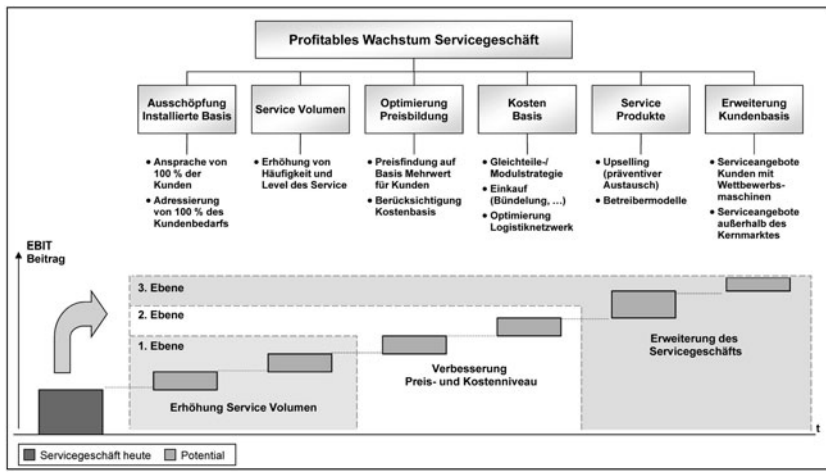 Profitables Wachstum Servicegeschäft
Ausschöpfung
Installierte Basis
Service Volumen
Optimierung
Preisbildung
Kosten
Basis
Service
Produkte
Erweiterung
Kundenbasis
• Ansprache von
100 % der
Kunden
• Adressierung
von 100 % des
Kundenbedarfs
• Erhöhung von
Häufigkeit und
Level des Service
• Preisfindung auf
Basis Mehrwert
für Kunden
• Berücksichtigung
Kostenbasis
• Gleichteile-/
Modulstrategie
• Einkauf
(Bündelung, ...)
• Optimierung
Logistiknetzwerk
• Upselling
(präventiver
Austausch)
• Betreibermodelle
• Serviceangebote
Kunden mit
Wettbewerbs-
maschinen
• Serviceangebote
außerhalb des
Kernmarktes
EBIT
Beitrag
3. Ebene
2. Ebene
1. Ebene
Erhöhung Service Volumen
Verbesserung
Preis- und Kostenniveau
Erweiterung des
Servicegeschäfts
t
Servicegeschäft heute
Potential